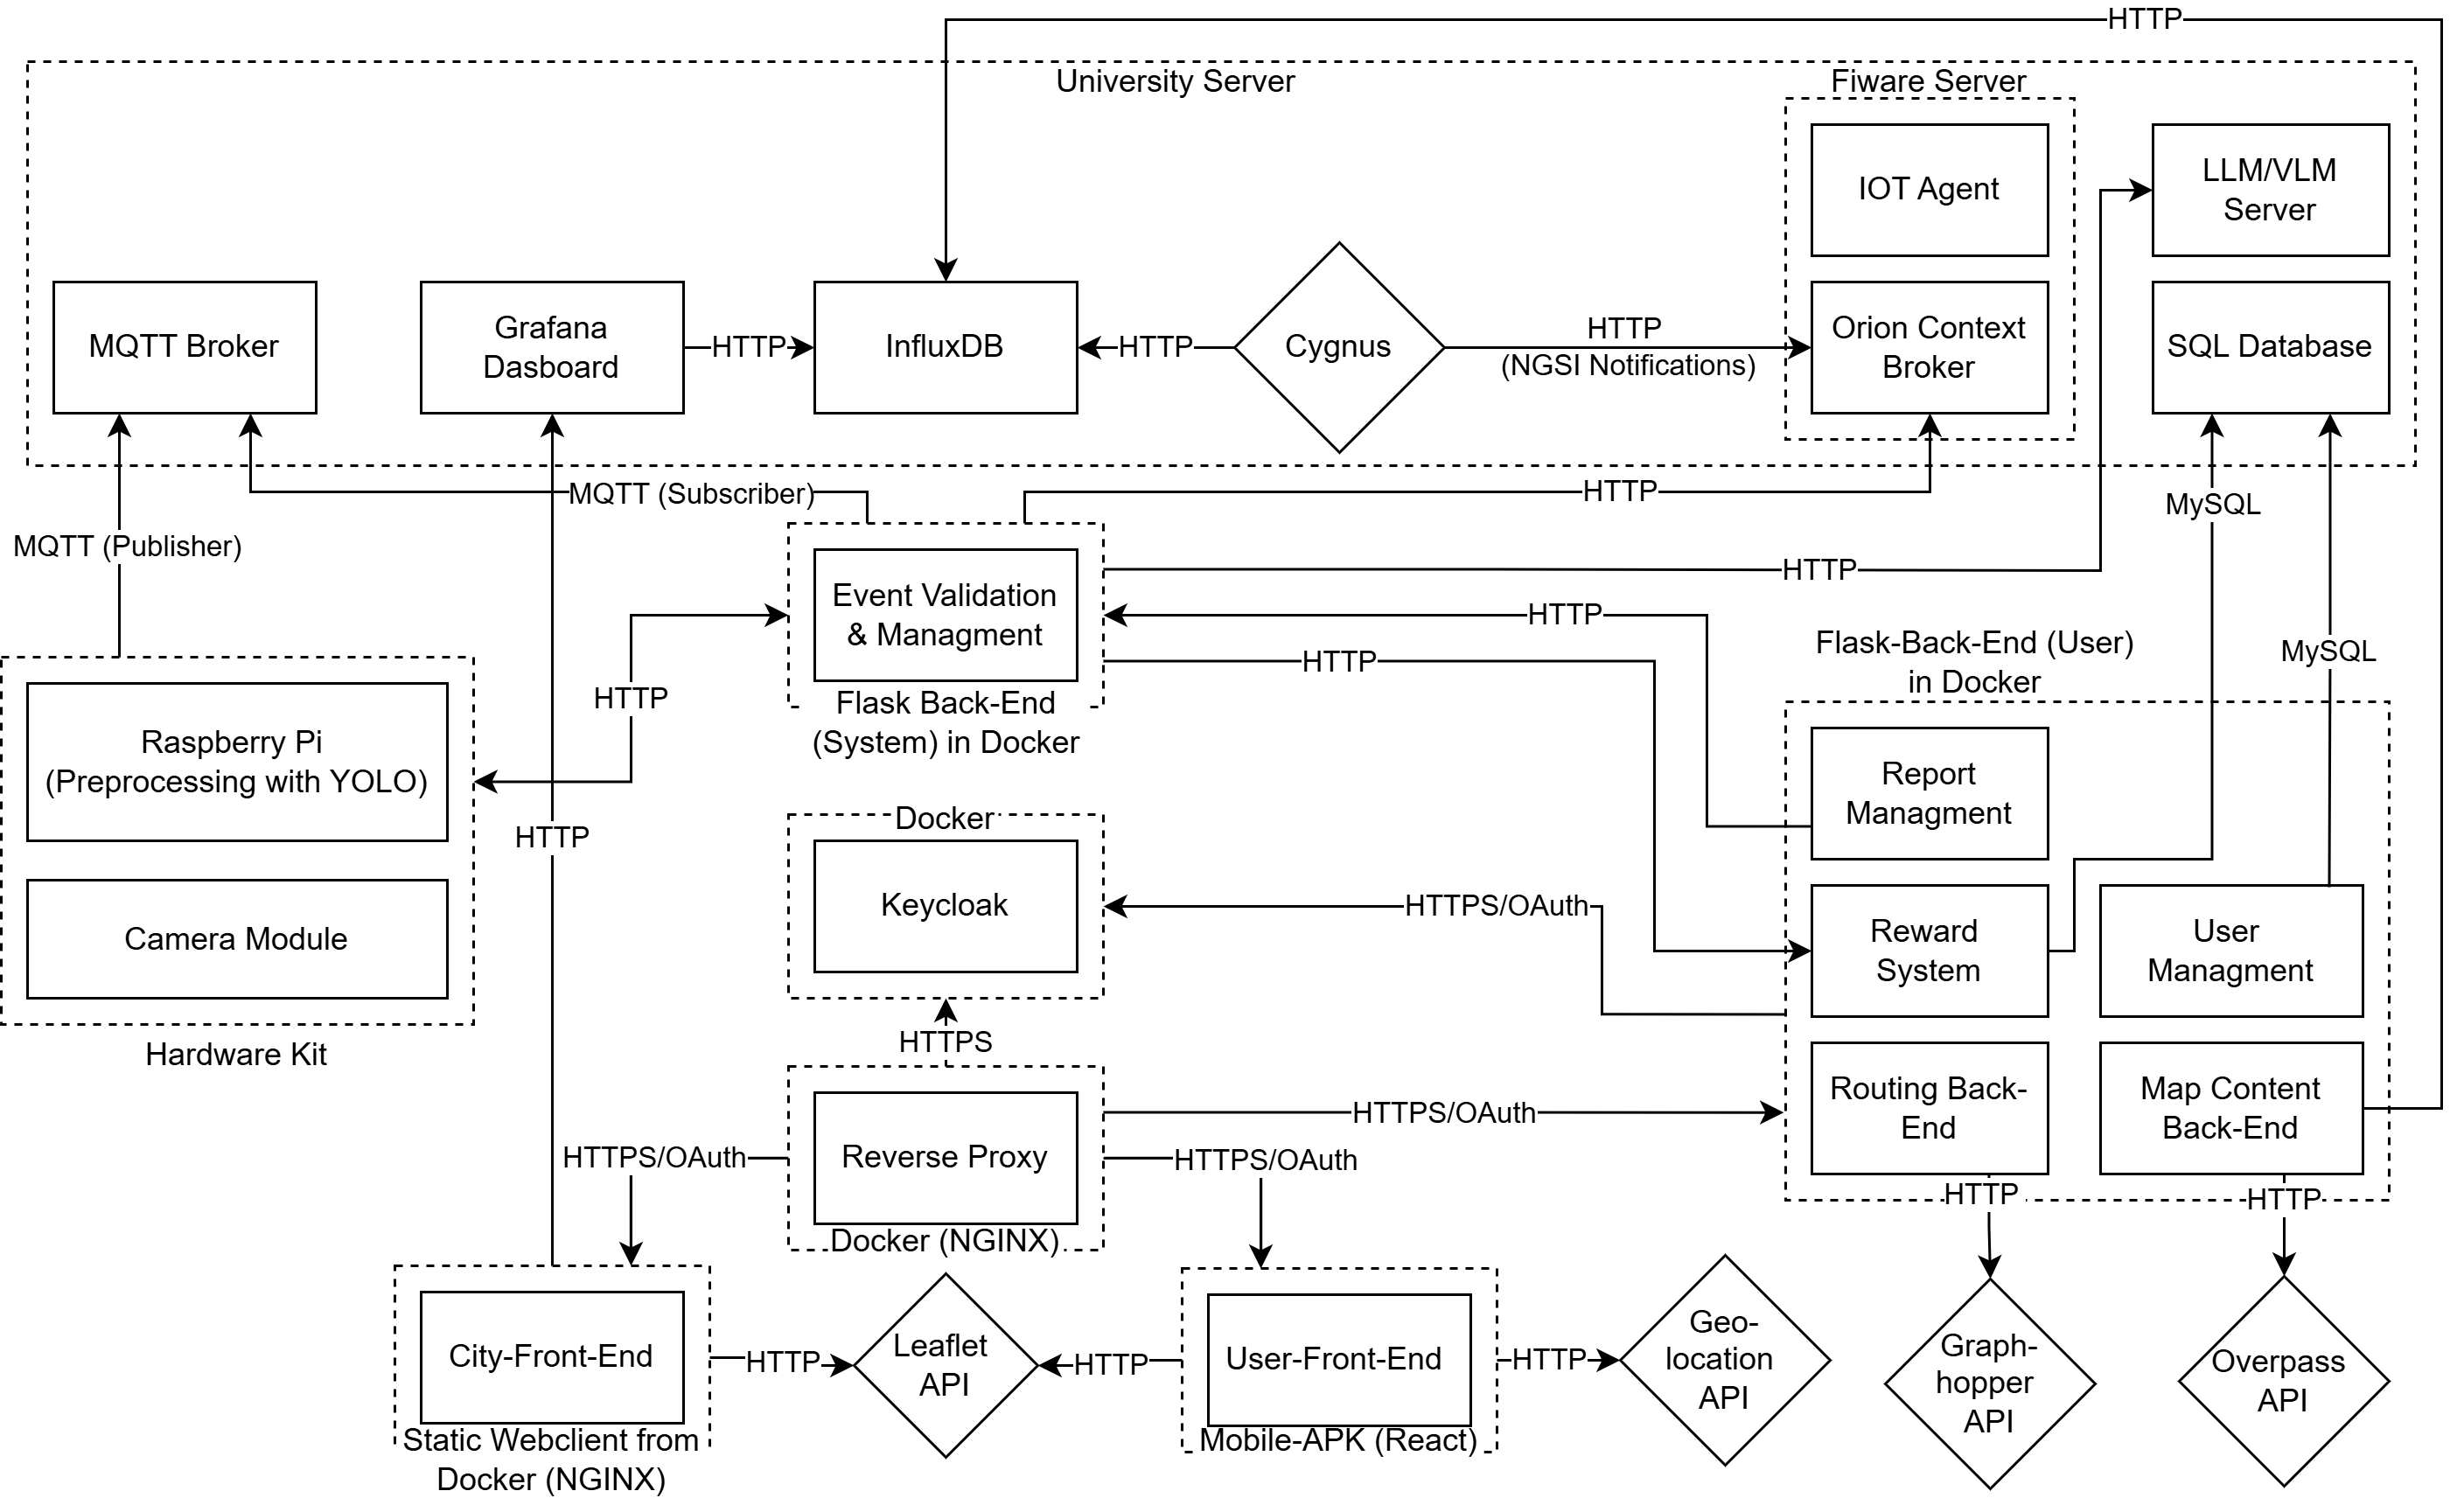 HTTP
University Server
Fiware Server
IOT Agent
LLM/VLM
Server
MQTT Broker
Grafana
Dasboard
HTTP
InfluxDB
HTTP
Cygnus
HTTP
(NGSI Notifications)
Orion Context
Broker
SQL Database
MQTT (Subscriber)
HTTP
MySQL
MQTT (Publisher)
Event Validation
& Managment
HTTP
HTTP
HTTP
Flask-Back-End (User)
in Docker
MySQL
HTTP
Flask Back-End
(System) in Docker
Raspberry Pi
(Preprocessing with YOLO)
Report
Managment
HTTP
Docker
Camera Module
Keycloak
HTTPS/OAuth
Reward
System
User
Managment
Hardware Kit
HTTPS
Routing Back-
End
Map Content
Back-End
HTTPS/OAuth
HTTPS/OAuth
Reverse Proxy
HTTPS/OAuth
HTTP
HTTP
Docker (NGINX)
City-Front-End
HTTP
Leaflet
API
HTTP
User-Front-End
HTTP
Geo-
location
API
Graph-
hopper
API
Overpass
API
Static Webclient from
Docker (NGINX)
Mobile-APK (React)